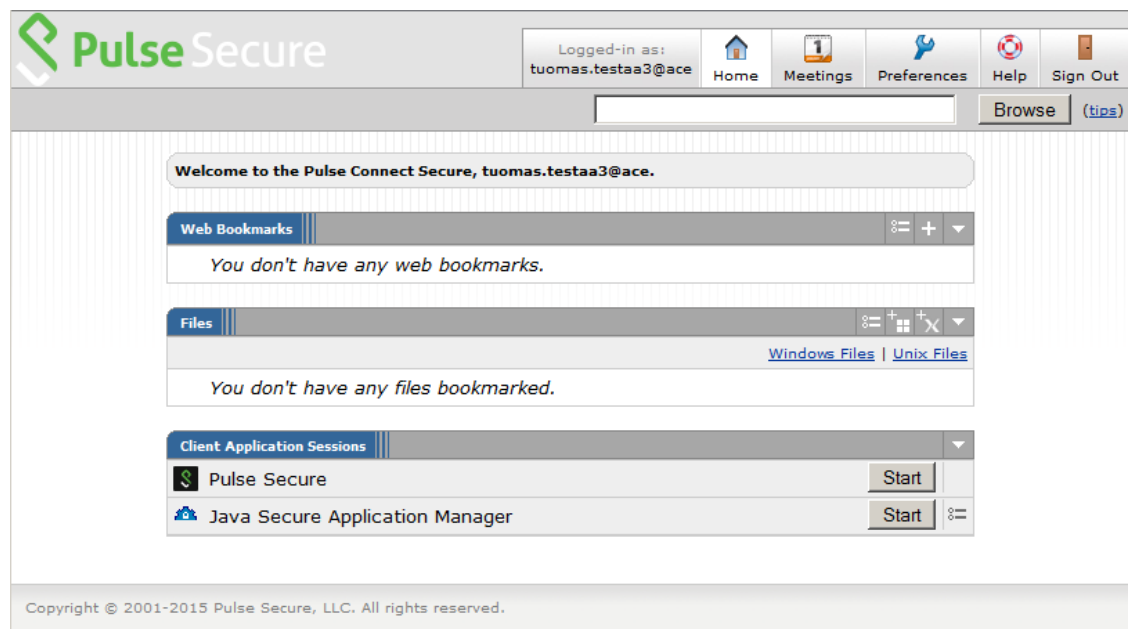 Pulse Secure
Logged-in as:
tuomas.testaa3@ace
Home
1
Meetings
Preferences
Help
Sign Out
Browse
(tips)
Welcome to the Pulse Connect Secure, tuomas.testaa3@ace.
Web Bookmarks
You don't have any web bookmarks.
Files
Windows Files | Unix Files
You don't have any files bookmarked.
Client Application Sessions
Pulse Secure Start
Java Secure Application Manager Start
Copyright © 2001-2015 Pulse Secure, LLC. All rights reserved.